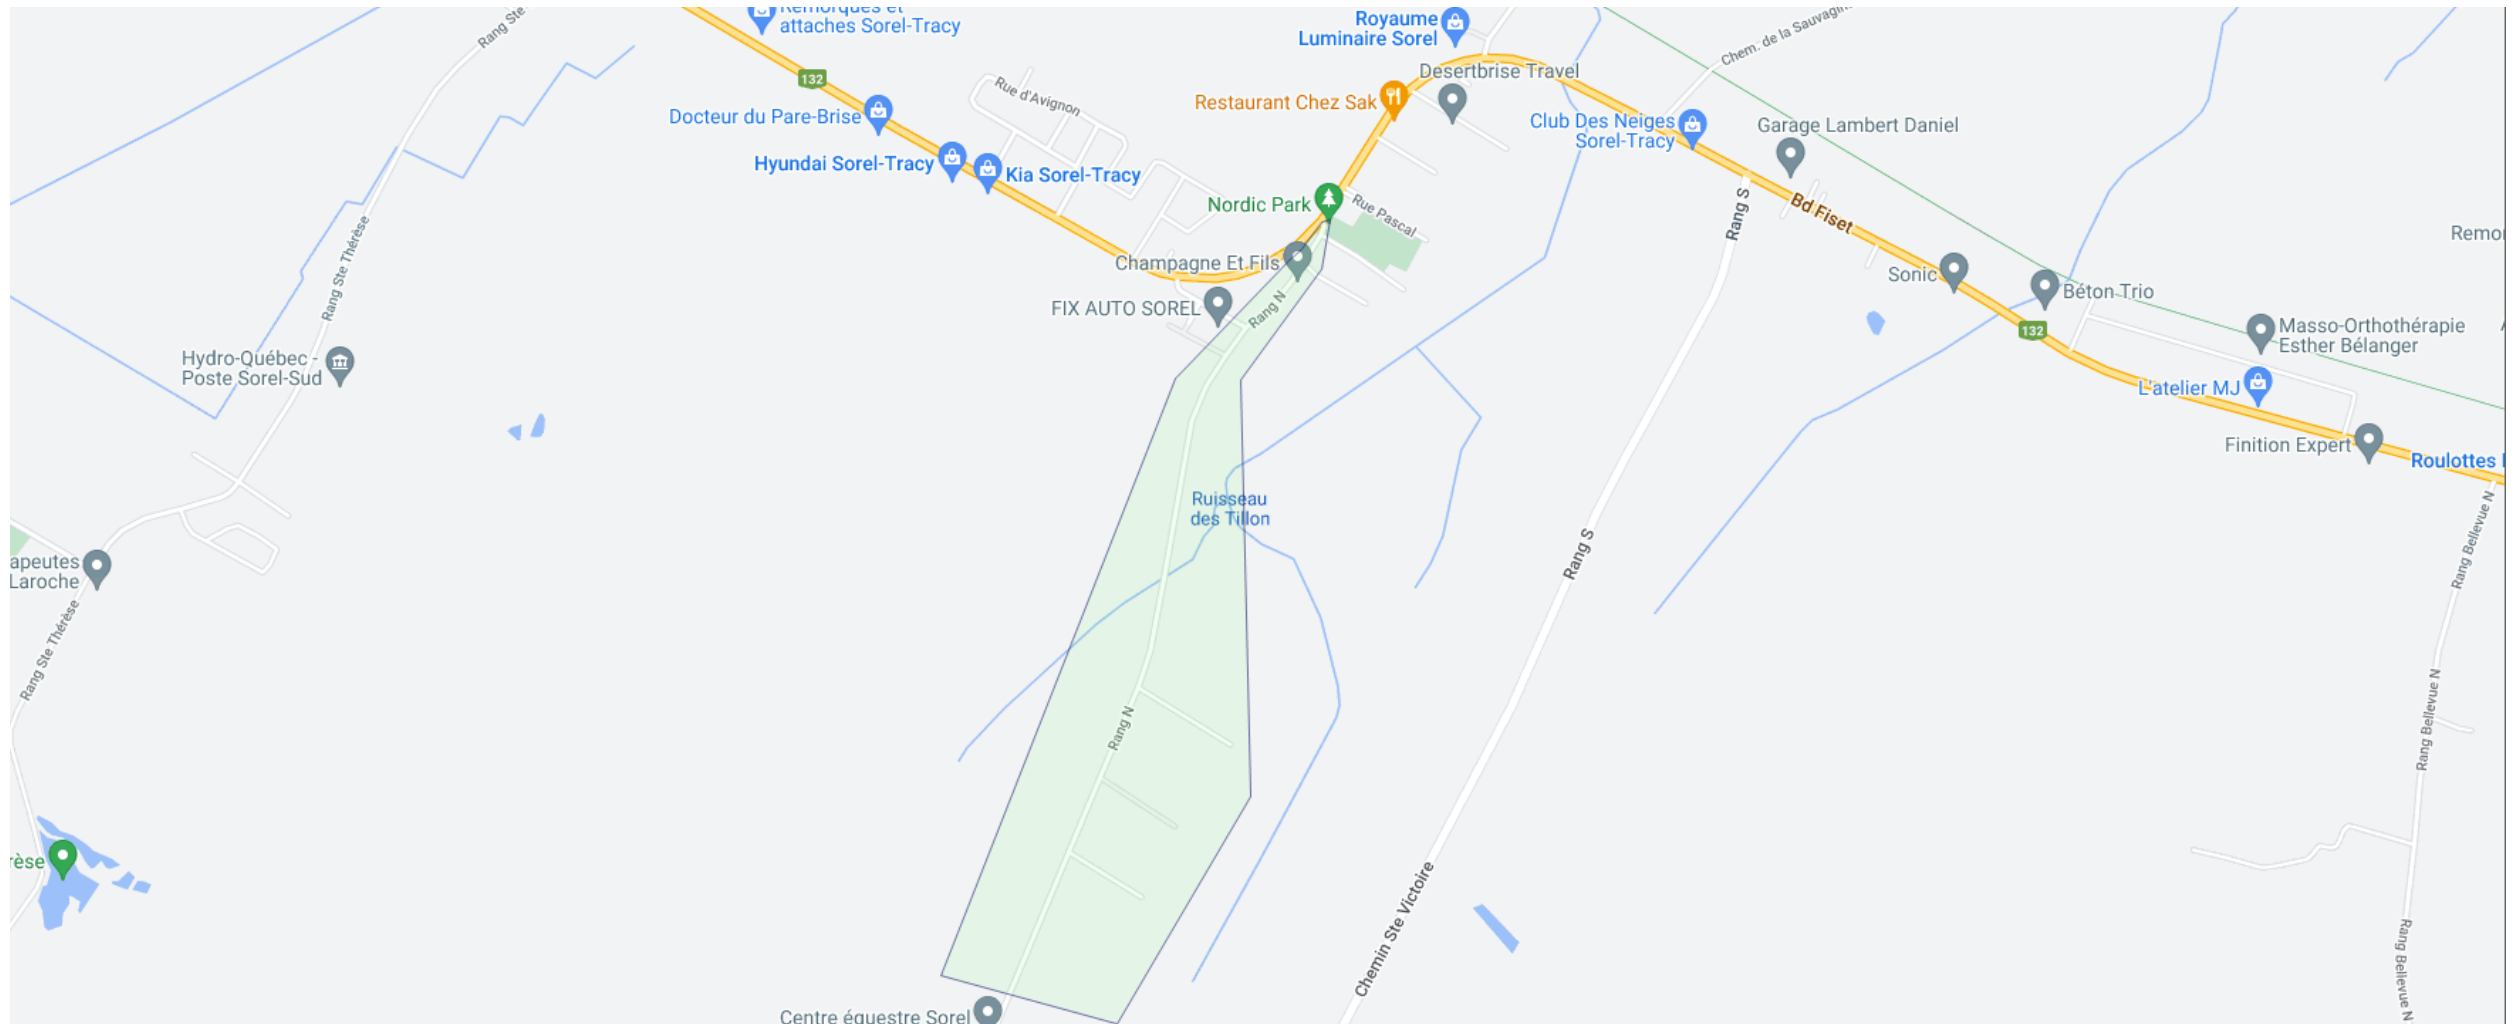 Remorques et
attaches Sorel-Tracy
Royaume
Luminaire Sorel
Rang Ste
Chem. de la Sauvagine
132
Desertbrise Travel
Rue d'Avignon
Restaurant Chez Sak
Docteur du Pare-Brise
Club Des Neiges
Sorel-Tracy
Garage Lambert Daniel
Hyundai Sorel-Tracy
Kia Sorel-Tracy
Nordic Park
Rue Pascal
Rang S
Bd Fiset
Remor
Rang Ste Thérèse
Champagne Et Fils
Sonic
Béton Trio
FIX AUTO SOREL
Rang N
132
Masso-Orthothérapie
Esther Bélanger
Hydro-Québec -
Poste Sorel-Sud
L'atelier MJ
Finition Expert
Roulottes
Ruisseau
des Tillon
Rang S
Rang Bellevue N
apeutes
Laroche
Rang Ste Thérèse
Rang N
Rang Bellevue N
rèse
Chemin Ste Victoire
Rang Bellevue N
Centre équestre Sorel